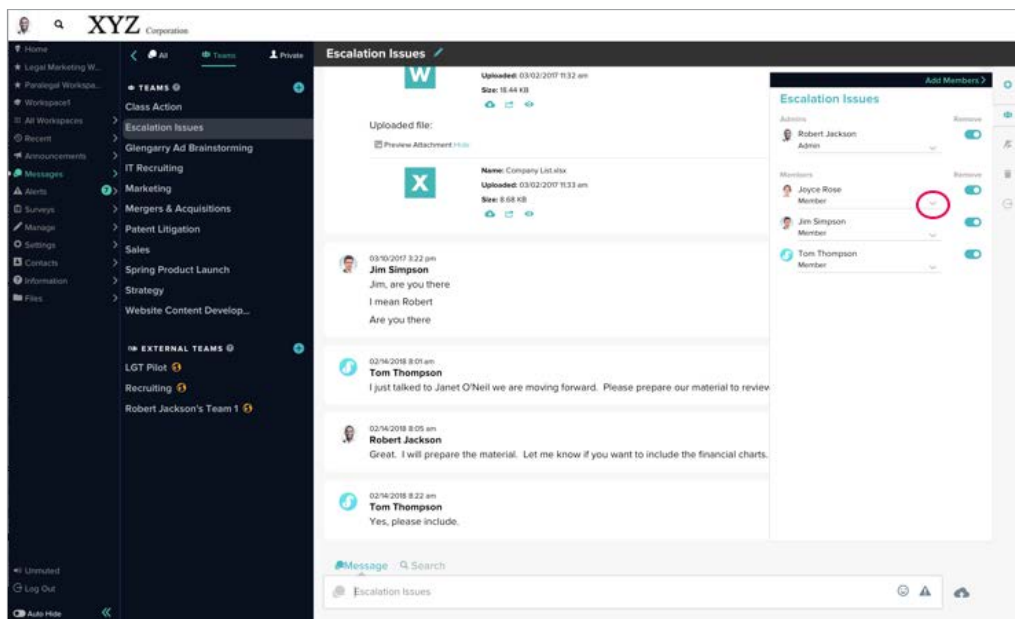 XYZ Corporation
Home
Legal Marketing W...
Paralegal Workspa...
Workspace1
All Workspaces
Recent
Announcements
Messages
Alerts 7
Surveys
Manage
Settings
Contacts
Information
Files
Unmuted
Log Out
Auto Hide
All Teams Private
TEAMS
Class Action
Escalation Issues
Glengarry Ad Brainstorming
IT Recruiting
Marketing
Mergers & Acquisitions
Patent Litigation
Sales
Spring Product Launch
Strategy
Website Content Develop...
EXTERNAL TEAMS
LGT Pilot
Recruiting
Robert Jackson's Team 1
Escalation Issues
W
Uploaded: 03/02/2017 11:32 am
Size: 18.44 KB
Uploaded file:
Preview Attachment Hide
X
Name: Company List.xlsx
Uploaded: 03/02/2017 11:33 am
Size: 8.68 KB
03/10/2017 3:22 pm
Jim Simpson
Jim, are you there
I mean Robert
Are you there
02/14/2018 8:01 am
Tom Thompson
I just talked to Janet O'Neil we are moving forward. Please prepare our material to review
02/14/2018 8:05 am
Robert Jackson
Great. I will prepare the material. Let me know if you want to include the financial charts.
02/14/2018 8:22 am
Tom Thompson
Yes, please include.
Message Search
Escalation Issues
Add Members >
Escalation Issues
Admins Remove
Robert Jackson
Admin
Members Remove
Joyce Rose
Member
Jim Simpson
Member
Tom Thompson
Member